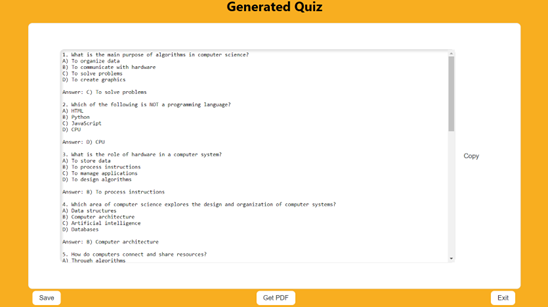 Generated Quiz
1. What is the main purpose of algorithms in computer science?
A) To organize data
B) To communicate with hardware
C) To solve problems
D) To create graphics
Answer: C) To solve problems
2. Which of the following is NOT a programming language?
A) HTML
B) Python
C) JavaScript
D) CPU
Answer: D) CPU
3. What is the role of hardware in a computer system?
A) To store data
B) To process instructions
C) To manage applications
D) To design algorithms
Answer: B) To process instructions
4. Which area of computer science explores the design and organization of computer systems?
A) Data structures
B) Computer architecture
C) Artificial intelligence
D) Databases
Answer: B) Computer architecture
5. How do computers connect and share resources?
A) Through algorithms
Copy
Save
Get PDF
Exit